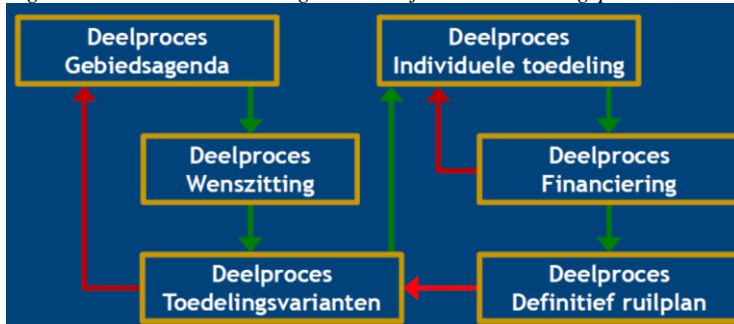 Deelproces
Gebiedsagenda
Deelproces
Wenszitting
Deelproces
Toedelingsvarianten
Deelproces
Individuele toedeling
Deelproces
Financiering
Deelproces
Definitief ruilplan